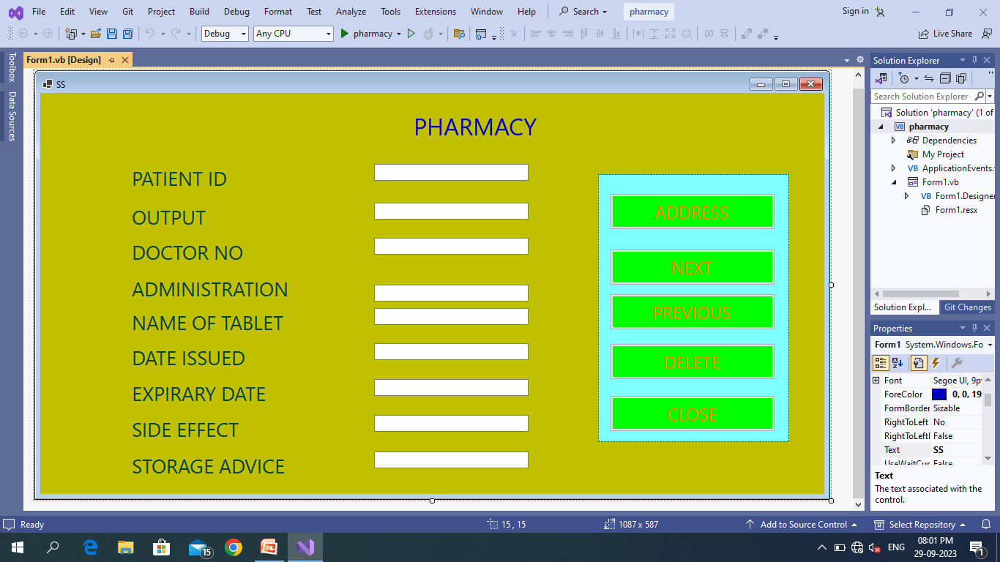 File Edit View Git Project Build Debug Format Test Analyze Tools Extensions Window Help Search pharmacy Sign in
Debug Any CPU pharmacy Live Share
Form1.vb [Design]
Toolbox
Data Sources
SS
PHARMACY
PATIENT ID
OUTPUT
DOCTOR NO
ADMINISTRATION
NAME OF TABLET
DATE ISSUED
EXPIRARY DATE
SIDE EFFECT
STORAGE ADVICE
ADDRESS
NEXT
PREVIOUS
DELETE
CLOSE
Solution Explorer
Search Solution Explorer
Solution 'pharmacy' (1 of
VB pharmacy
Dependencies
My Project
VB ApplicationEvents.
Form1.vb
VB Form1.Designer
Form1.resx
Solution Expl... Git Changes
Properties
Form1 System.Windows.Fo
Font Segoe UI, 9p
ForeColor 0, 0, 19
FormBorder Sizable
RightToLeft No
RightToLeftl False
Text SS
UseWaitCur False
Text
The text associated with the
control.
Ready 15 , 15 1087 x 587 Add to Source Control Select Repository
15 ENG 08:01 PM
29-09-2023 1